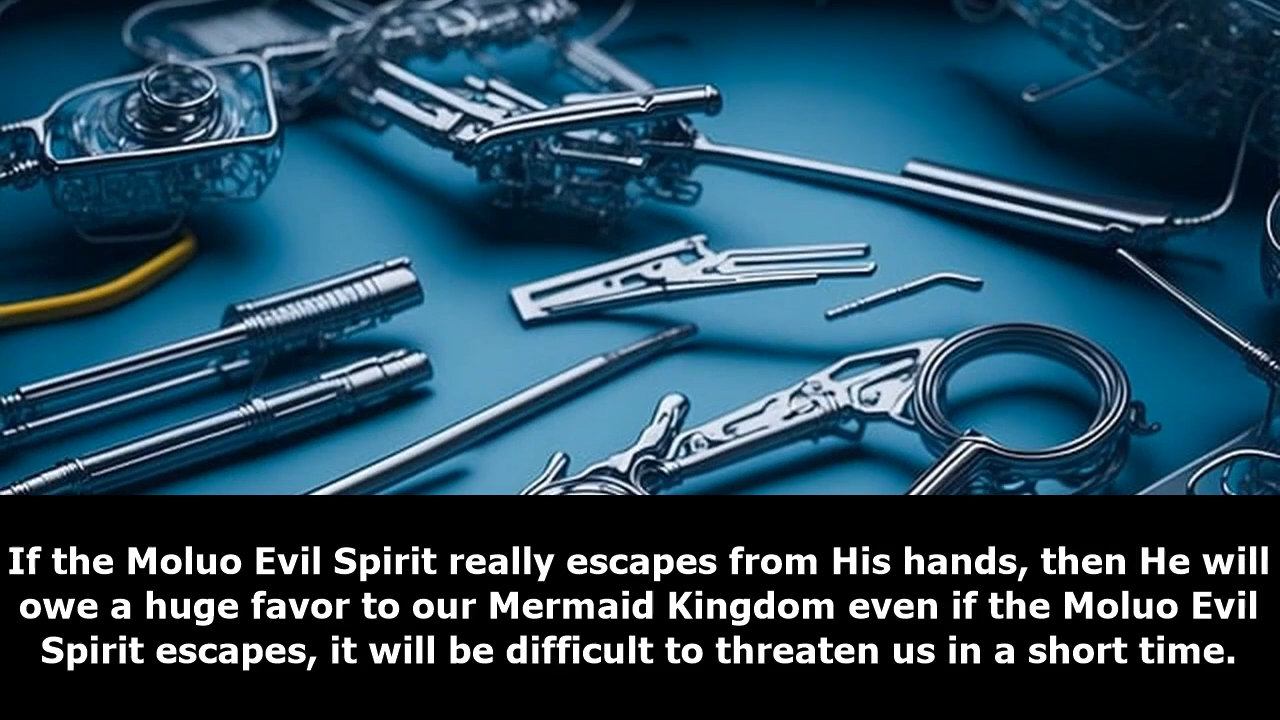 If the Moluo Evil Spirit really escapes from His hands, then He will
owe a huge favor to our Mermaid Kingdom even if the Moluo Evil
Spirit escapes, it will be difficult to threaten us in a short time.